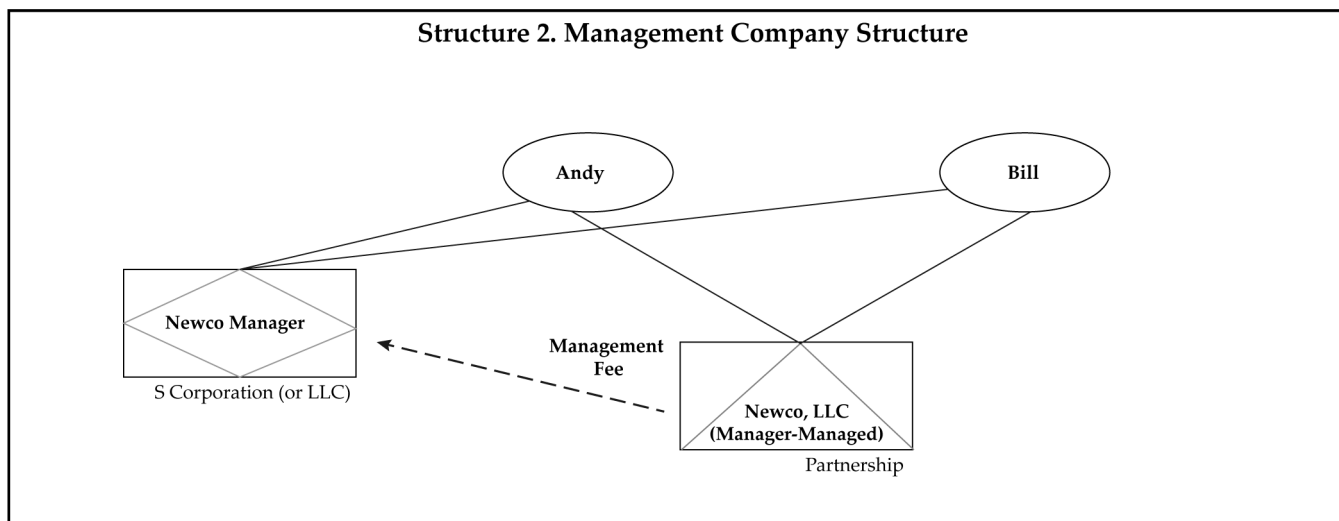 Structure 2. Management Company Structure
Andy
Bill
Newco Manager
S Corporation (or LLC)
Management
Fee
Newco, LLC
(Manager-Managed)
Partnership